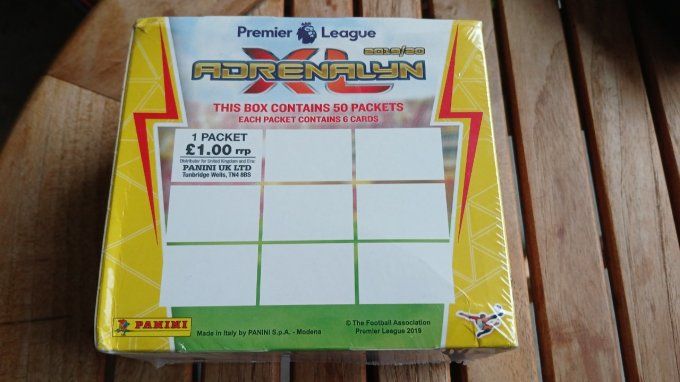 Premier League
2019/20
ADRENALYN
XL
THIS BOX CONTAINS 50 PACKETS
EACH PACKET CONTAINS 6 CARDS
1 PACKET
£1.00 rrp
Distributor for United Kingdom and Eire
PANINI UK LTD
Tunbridge Wells, TN4 8BS
PANINI
Made in Italy by PANINI S.p.A. - Modena
© The Football Association
Premier League 2019